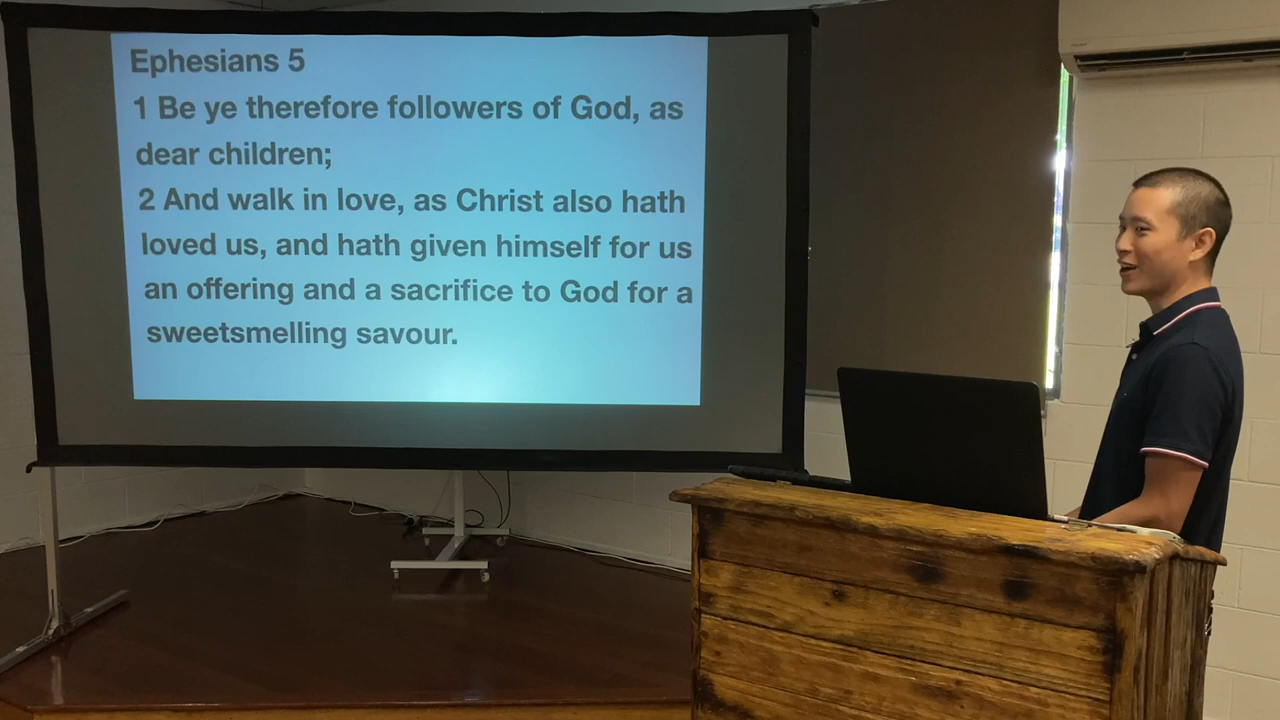 Ephesians 5
1 Be ye therefore followers of God, as
dear children;
2 And walk in love, as Christ also hath
loved us, and hath given himself for us
an offering and a sacrifice to God for a
sweetsmelling savour.